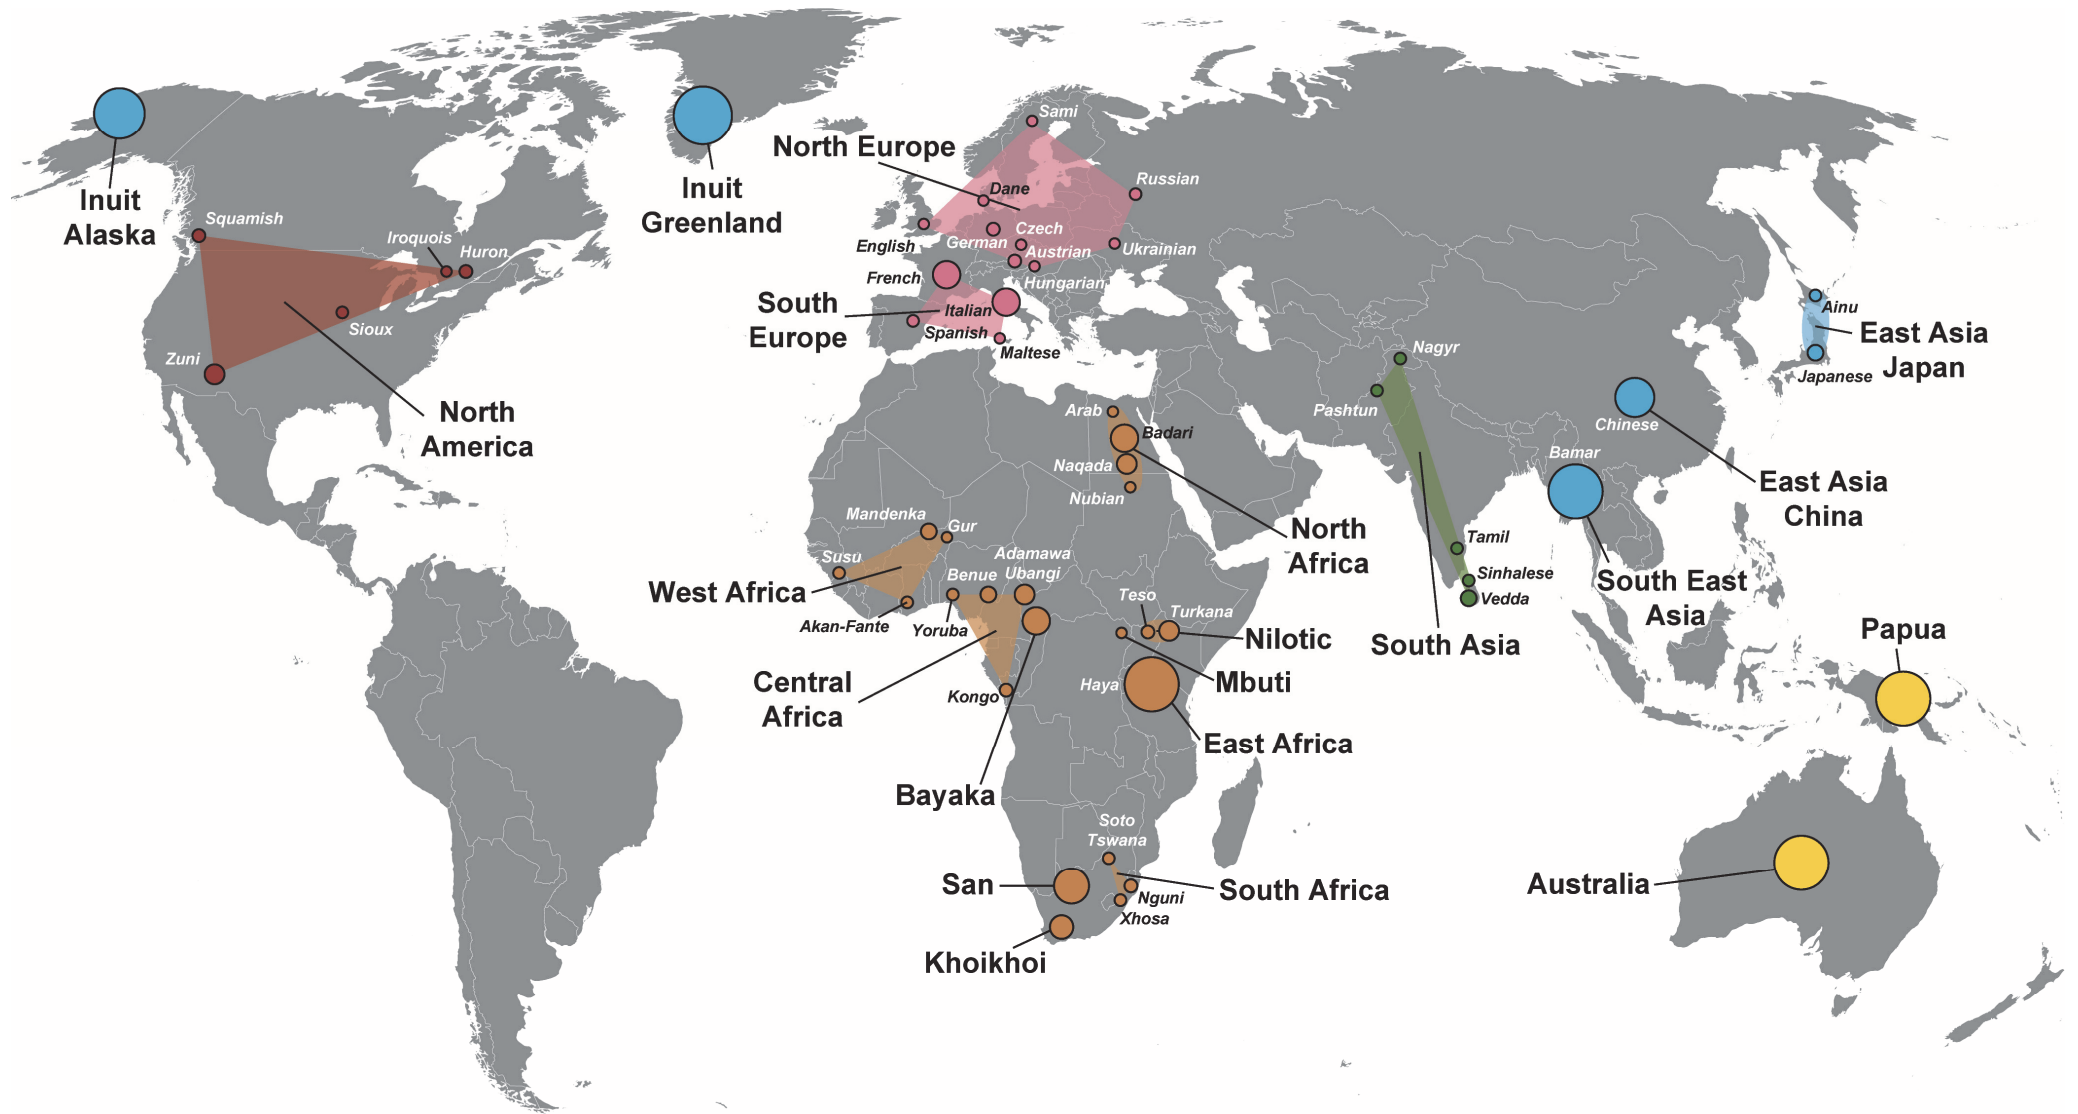 Inuit
Alaska
Squamish
Iroquois
Huron
Sioux
Zuni
North
America
Inuit
Greenland
Sami
North Europe
Russian
Dane
English
German
Czech
Austrian
Ukrainian
Hungarian
French
South
Europe
Italian
Spanish
Maltese
Ainu
East Asia
Japan
Japanese
Nagyr
Pashtun
Chinese
Bamar
East Asia
China
Arab
Badari
Naqada
Nubian
North
Africa
Mandenka
Gur
Susu
West Africa
Akan-Fante
Adamawa
Ubangi
Benue
Yoruba
Central
Africa
Kongo
Teso
Turkana
Nilotic
Mbuti
Haya
East Africa
Bayaka
Tamil
Sinhalese
Vedda
South Asia
South East
Asia
Papua
Soto
Tswana
San
South Africa
Nguni
Xhosa
Khoikhoi
Australia